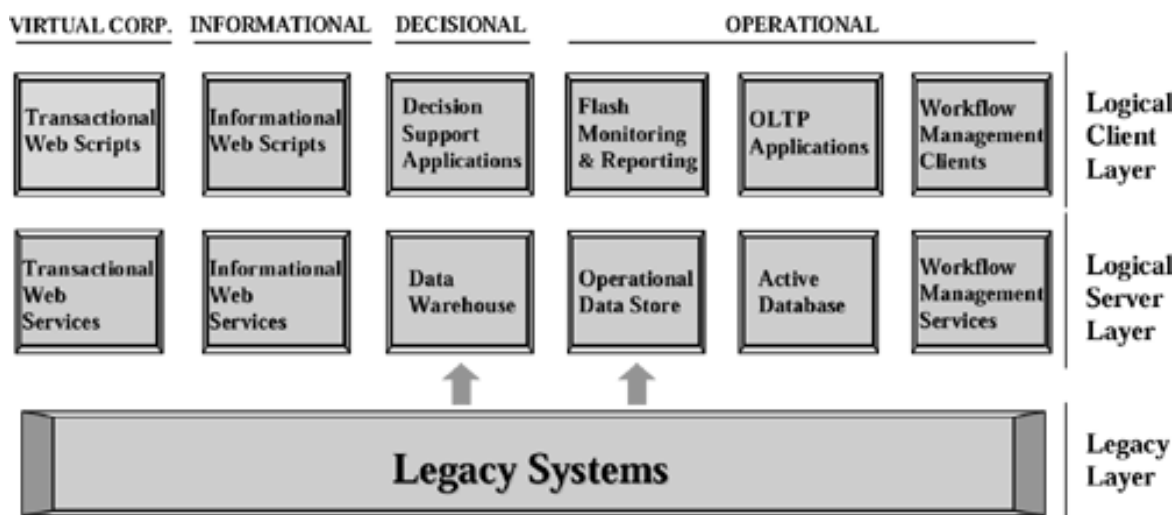 VIRTUAL CORP. INFORMATIONAL DECISIONAL OPERATIONAL
Transactional
Web Scripts
Informational
Web Scripts
Decision
Support
Applications
Flash
Monitoring
& Reporting
OLTP
Applications
Workflow
Management
Clients
Logical
Client
Layer
Transactional
Web
Services
Informational
Web
Services
Data
Warehouse
Operational
Data Store
Active
Database
Workflow
Management
Services
Logical
Server
Layer
Legacy Systems
Legacy
Layer